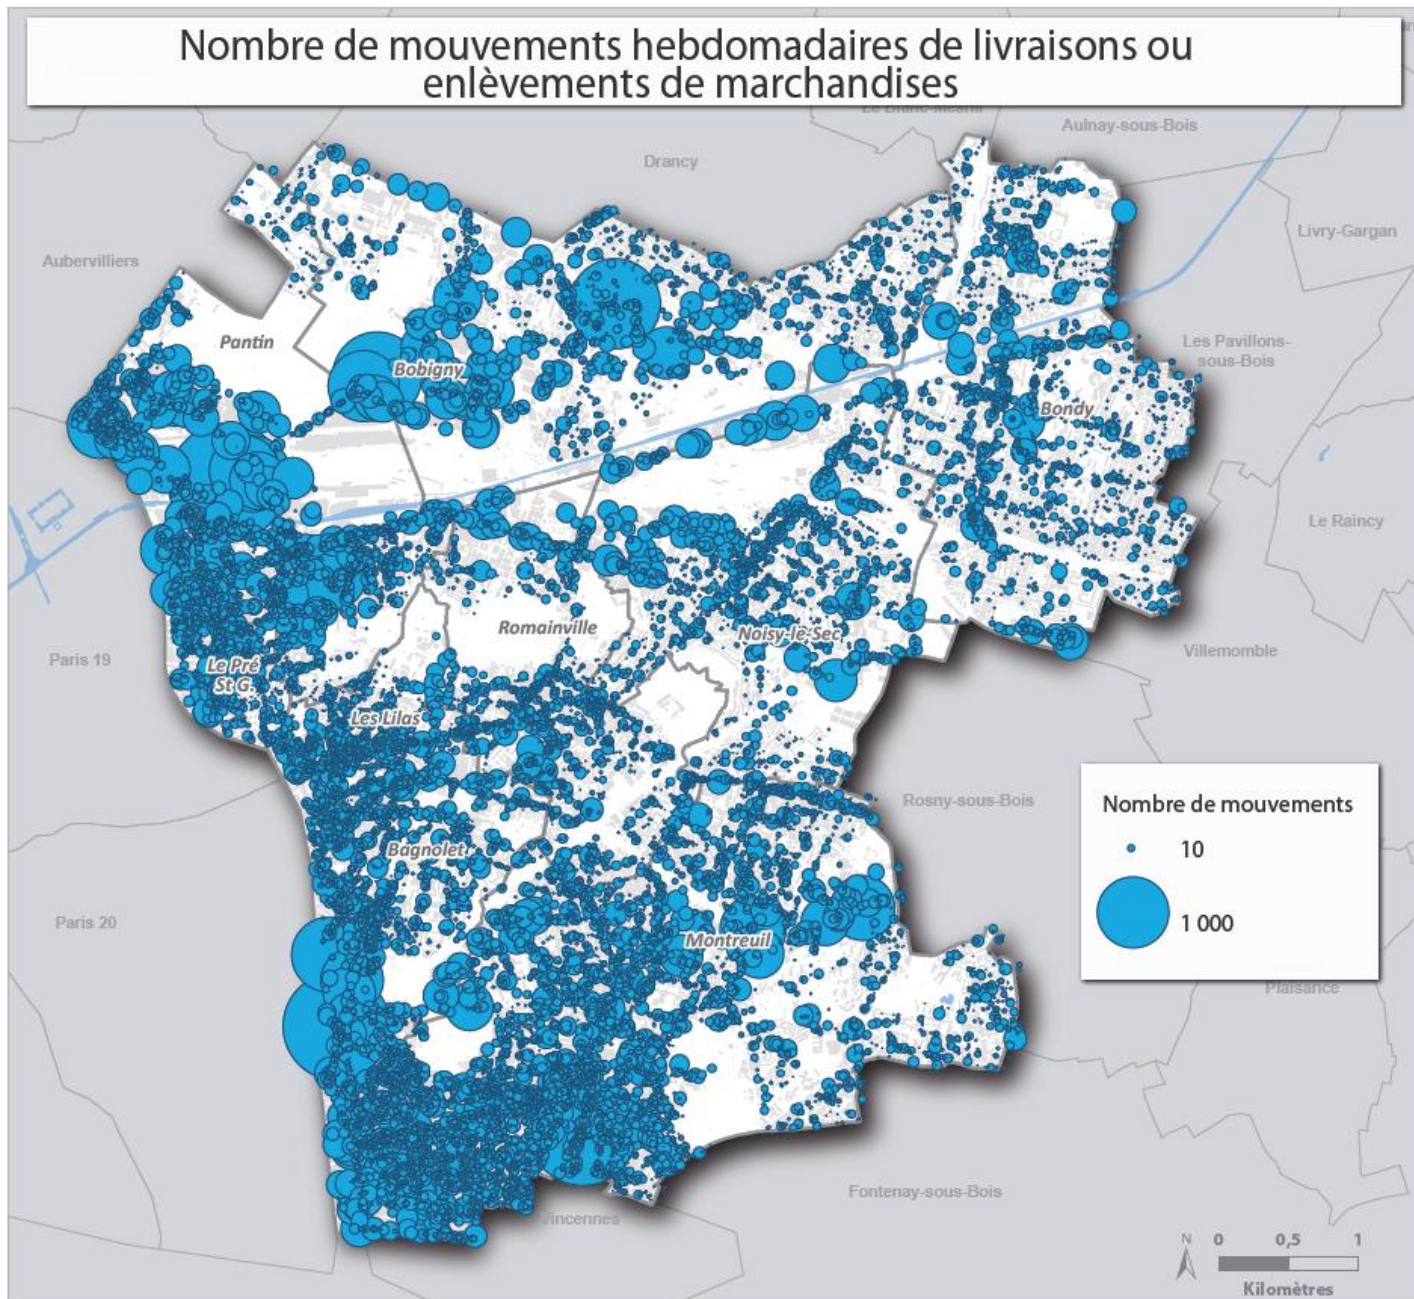 Nombre de mouvements hebdomadaires de livraisons ou
enlèvements de marchandises
Le Blanc-Mesnil
Aulnay-sous-Bois
Drancy
Livry-Gargan
Aubervilliers
Pantin
Les Pavillons-
sous-Bois
Bobigny
Bondy
Le Raincy
Romainville
Noisy-le-Sec
Paris 19
Villemomble
Le Pré
St G.
Les Lilas
Rosny-sous-Bois
Nombre de mouvements
10
1 000
Bagnolet
Paris 20
Montreuil
Plaisance
Fontenay-sous-Bois
Vincennes
N
0 0,5 1
Kilomètres